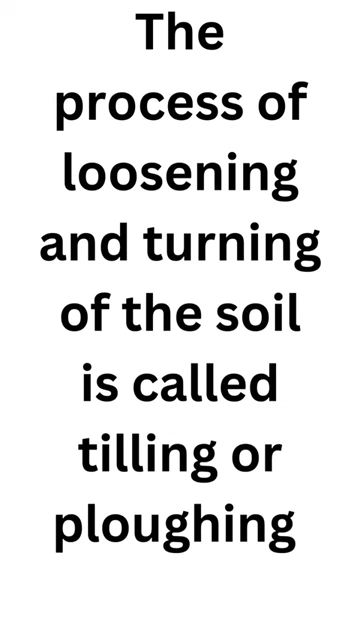 The
process of
loosening
and turning
of the soil
is called
tilling or
ploughing